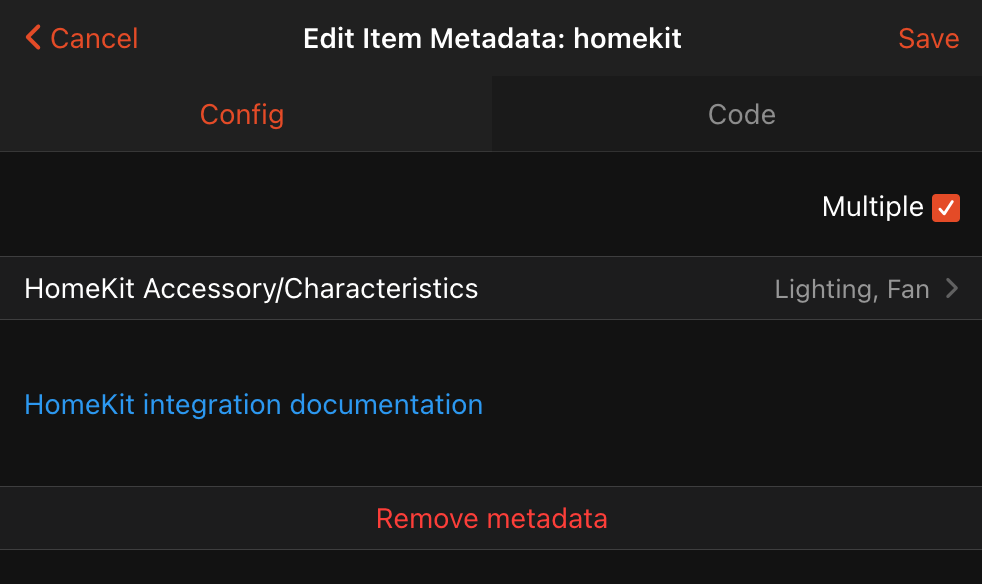 Cancel Edit Item Metadata: homekit Save
Config Code
Multiple
HomeKit Accessory/Characteristics Lighting, Fan
HomeKit integration documentation
Remove metadata